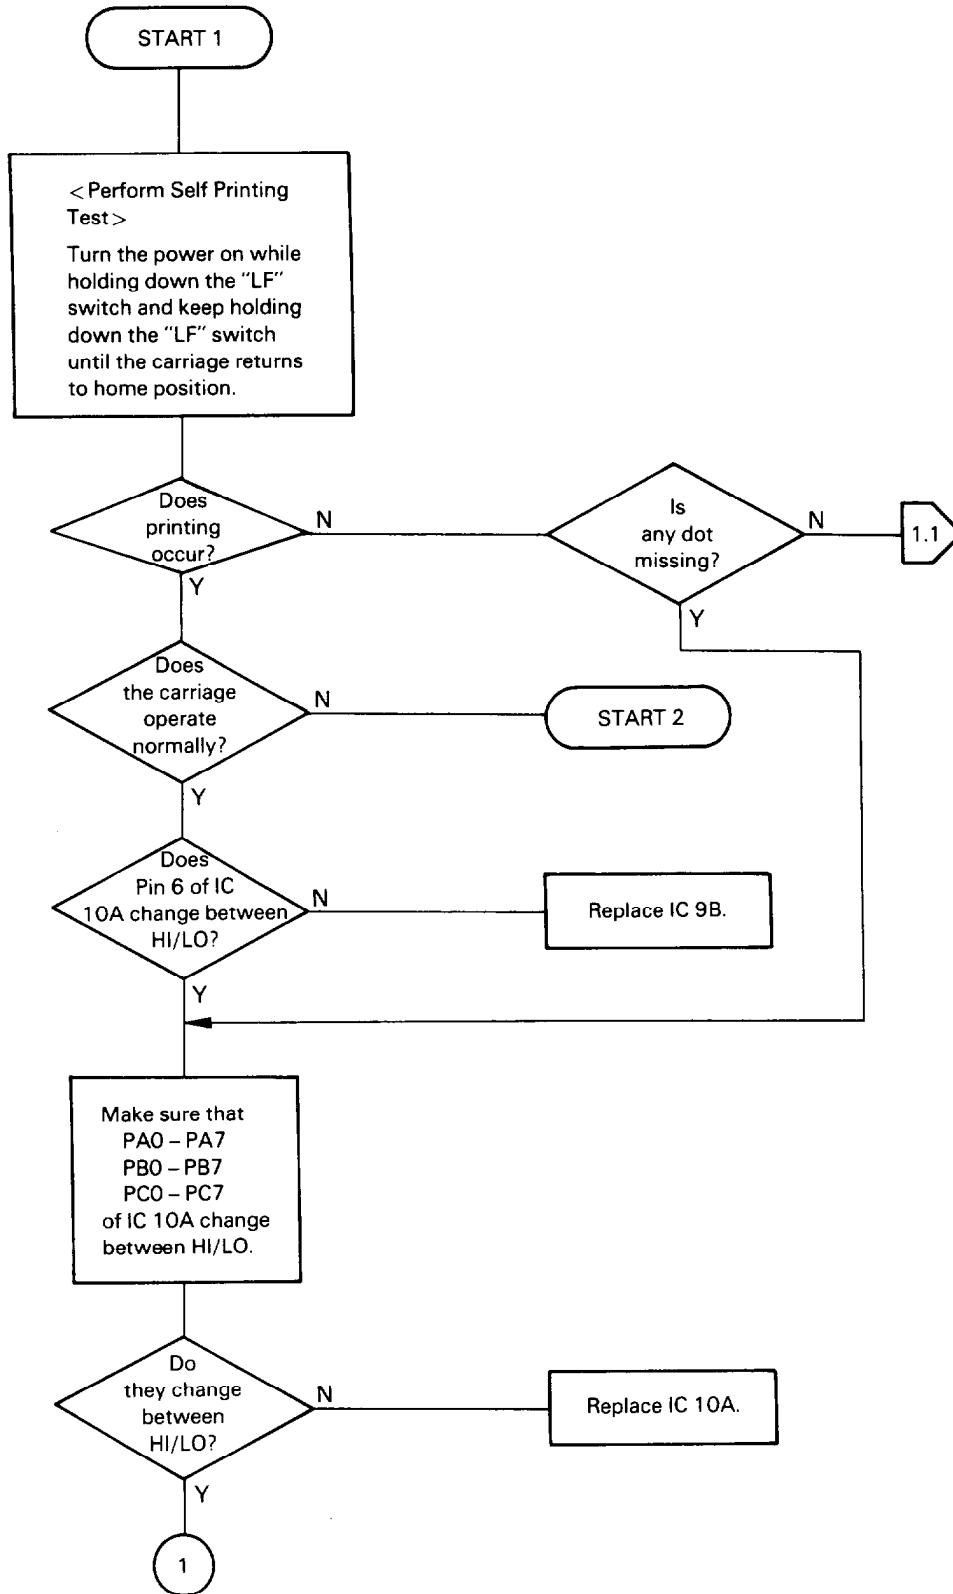 START 1
<Perform Self Printing
Test>
Turn the power on while
holding down the "LF"
switch and keep holding
down the "LF" switch
until the carriage returns
to home position.
Does
printing
occur?
N
Y
Is
any dot
missing?
N
1.1
Y
Does
the carriage
operate
normally?
N
START 2
Y
Does
Pin 6 of IC
10A change between
HI/LO?
N
Replace IC 9B.
Y
Make sure that
PA0 – PA7
PB0 – PB7
PC0 – PC7
of IC 10A change
between HI/LO.
Do
they change
between
HI/LO?
N
Replace IC 10A.
Y
1